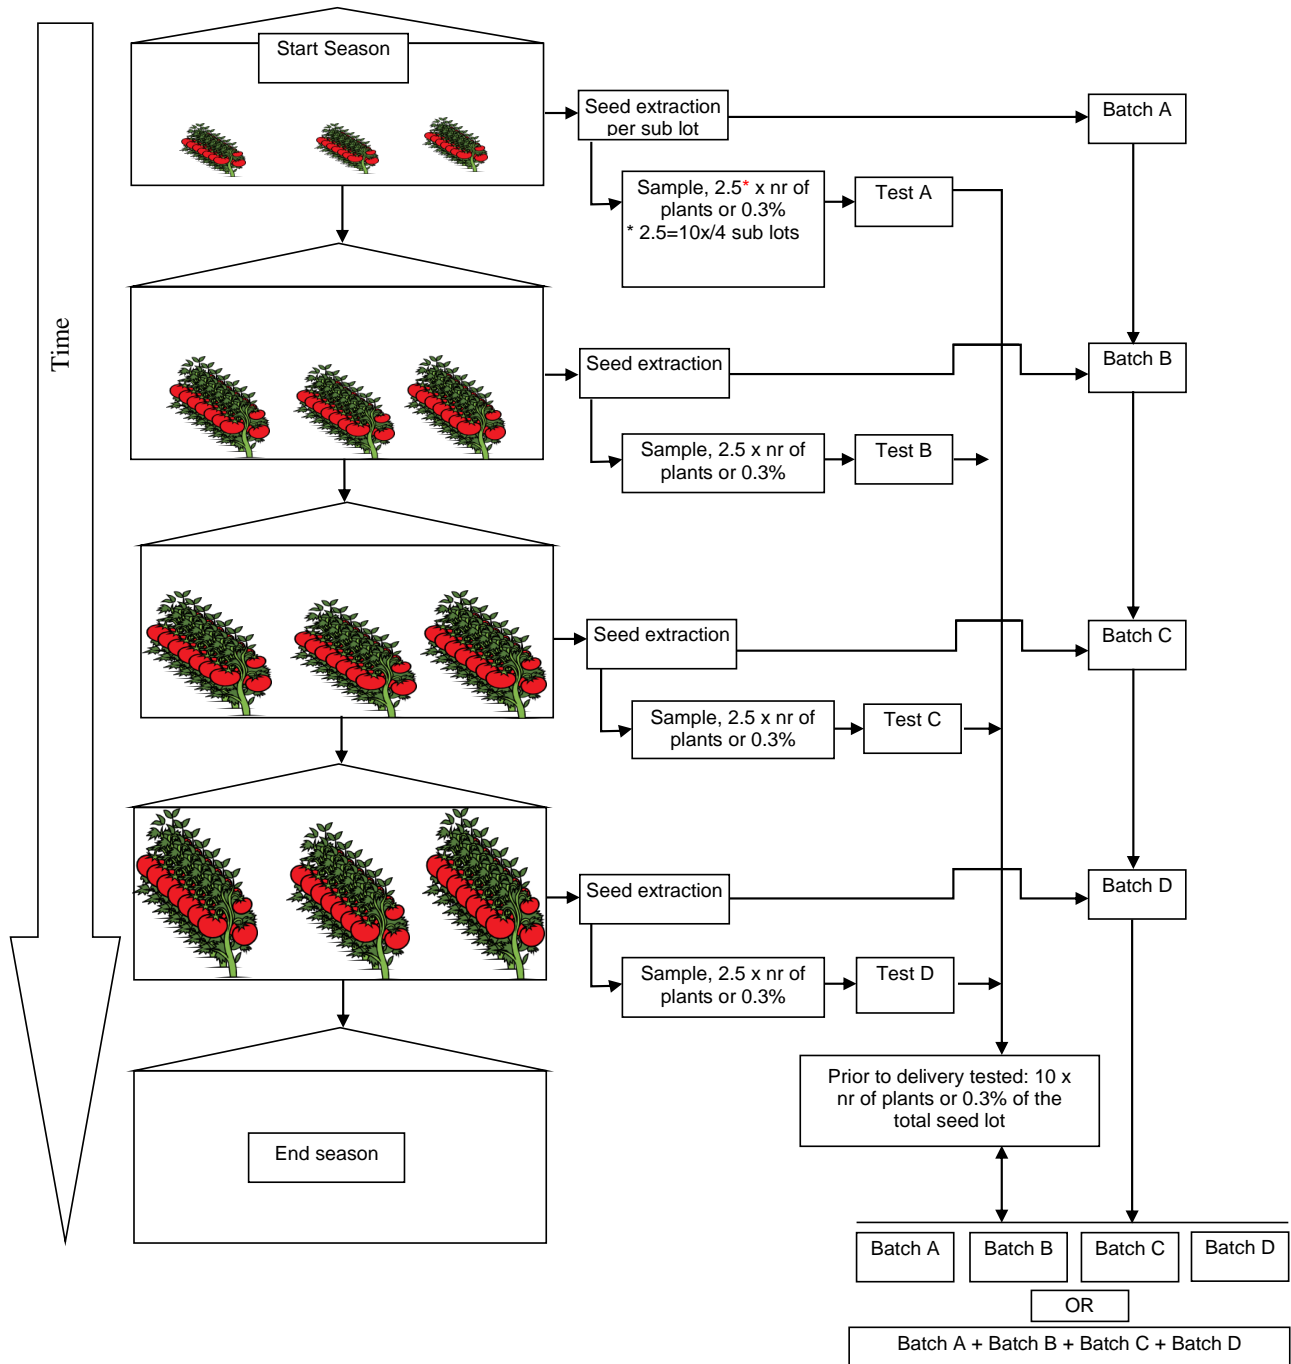 Time
Start Season
Seed extraction
per sub lot
Batch A
Sample, 2.5* x nr of
plants or 0.3%
* 2.5=10x/4 sub lots
Test A
Seed extraction
Batch B
Sample, 2.5 x nr of
plants or 0.3%
Test B
Seed extraction
Batch C
Sample, 2.5 x nr of
plants or 0.3%
Test C
Seed extraction
Batch D
Sample, 2.5 x nr of
plants or 0.3%
Test D
Prior to delivery tested: 10 x
nr of plants or 0.3% of the
total seed lot
End season
Batch A
Batch B
Batch C
Batch D
OR
Batch A + Batch B + Batch C + Batch D